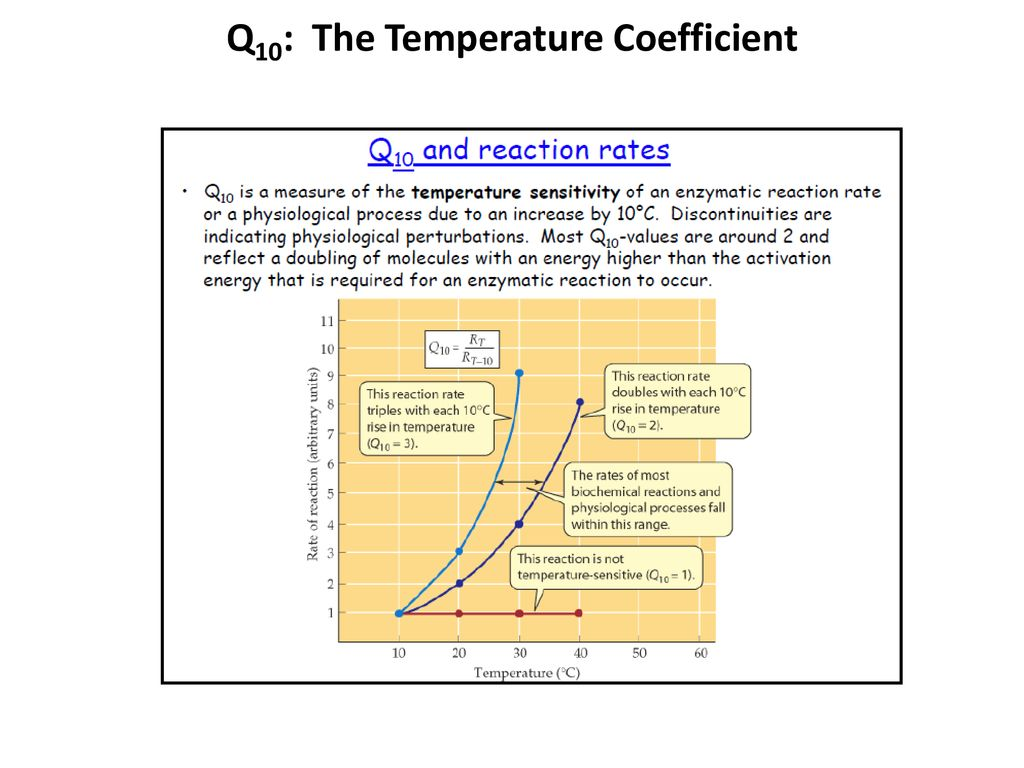 Q₁₀: The Temperature Coefficient
Q₁₀ and reaction rates
• Q₁₀ is a measure of the temperature sensitivity of an enzymatic reaction rate
or a physiological process due to an increase by 10°C. Discontinuities are
indicating physiological perturbations. Most Q₁₀-values are around 2 and
reflect a doubling of molecules with an energy higher than the activation
energy that is required for an enzymatic reaction to occur.
Rate of reaction (arbitrary units)
11
10
9
8
7
6
5
4
3
2
1
Q₁₀ = R_T / R_T–10
This reaction rate
triples with each 10°C
rise in temperature
(Q₁₀ = 3).
This reaction rate
doubles with each 10°C
rise in temperature
(Q₁₀ = 2).
The rates of most
biochemical reactions and
physiological processes fall
within this range.
This reaction is not
temperature-sensitive (Q₁₀ = 1).
10 20 30 40 50 60
Temperature (°C)